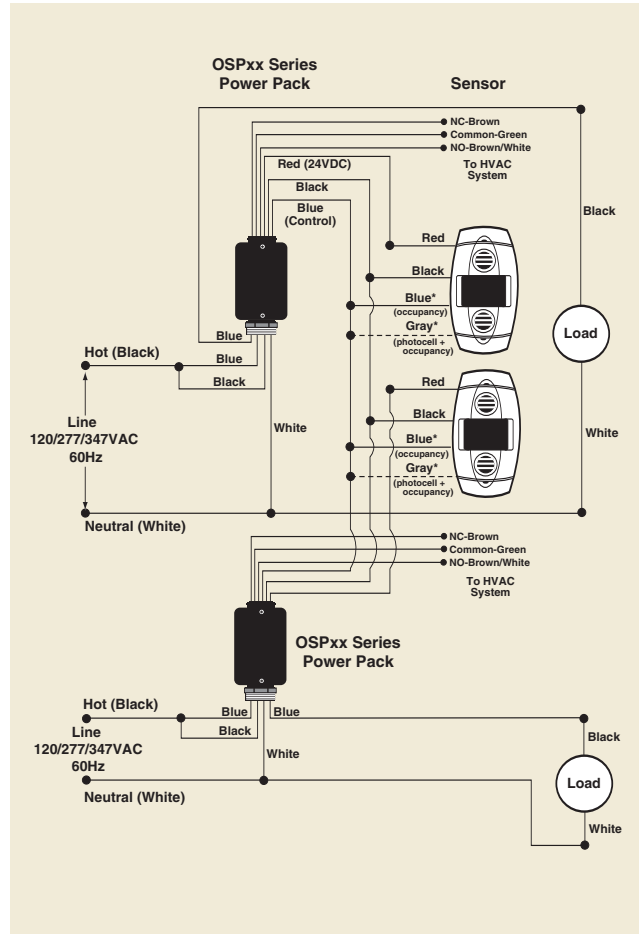 OSPxx Series
Power Pack
Sensor
NC-Brown
Common-Green
NO-Brown/White
Red (24VDC)
To HVAC
System
Black
Blue
(Control)
Black
Red
Black
Blue*
(occupancy)
Gray*
(photocell +
occupancy)
Load
Blue
Hot (Black)
Blue
Black
Red
Black
White
White
Line
120/277/347VAC
60Hz
Blue*
(occupancy)
Gray*
(photocell +
occupancy)
Neutral (White)
NC-Brown
Common-Green
NO-Brown/White
To HVAC
System
OSPxx Series
Power Pack
Hot (Black)
Blue
Blue
Black
Line
120/277/347VAC
60Hz
White
Black
Load
Neutral (White)
White